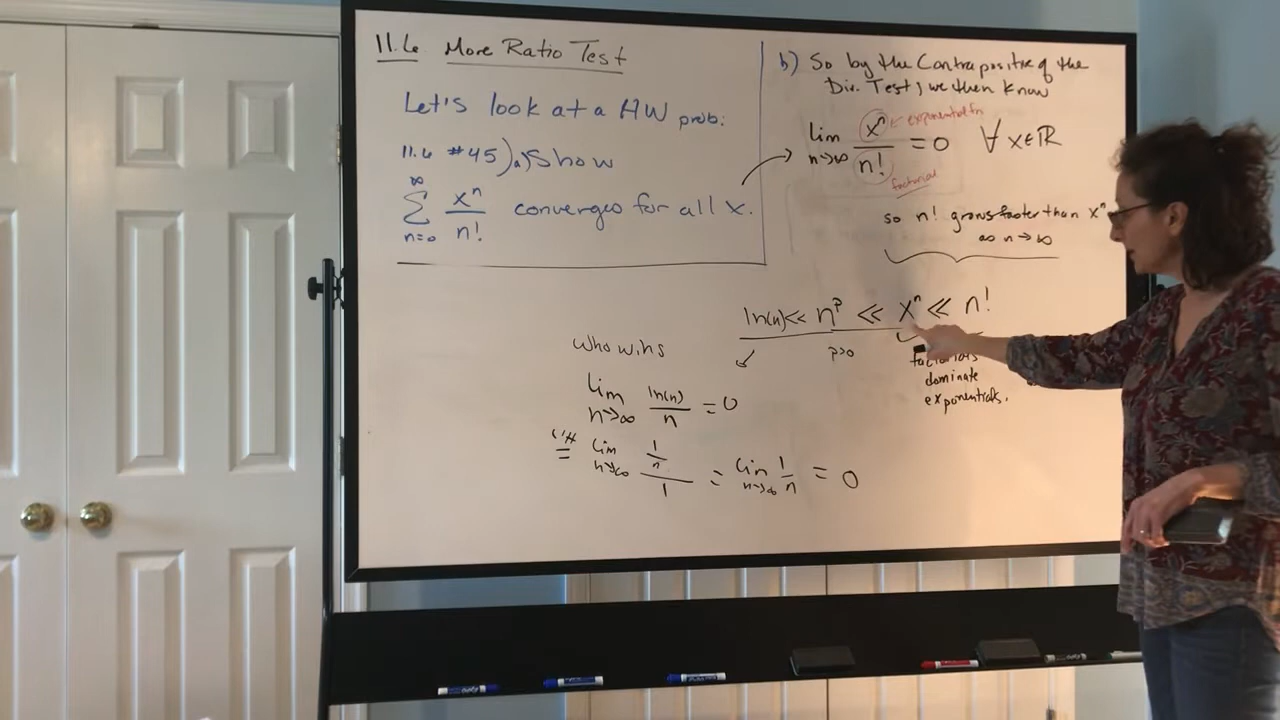 11.6 More Ratio Test
Let's look at a HW prob:
11.6 #45) a) Show
∞
∑ xⁿ/n! converges for all x.
n=0
b) So by the Contrapositive of the
Div. Test, we then know
lim n→∞ xⁿ/n! = 0 ∀ x∈ℝ
← exponential fn
factorial
so n! grows faster than xⁿ
as n→∞
ln(n) << nᵖ << xⁿ << n!
p>0
factorials
dominate
exponentials.
who wins
lim n→∞ ln(n)/n = 0
L'H
= lim n→∞ (1/n)/1 = lim n→∞ 1/n = 0